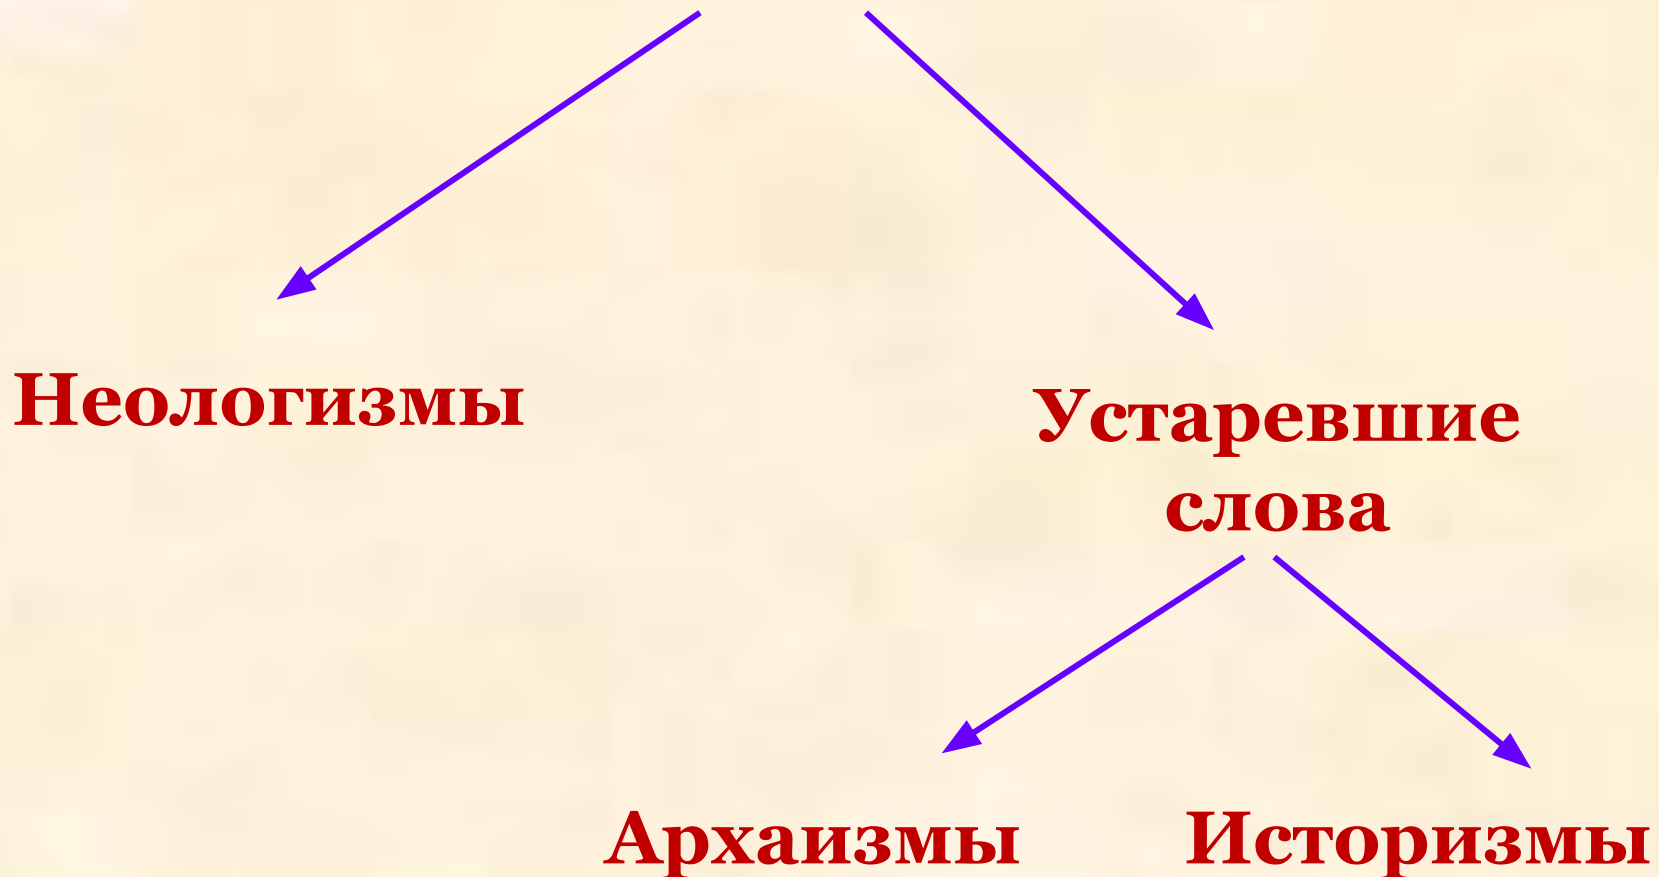 Неологизмы
Устаревшие
слова
Архаизмы
Историзмы